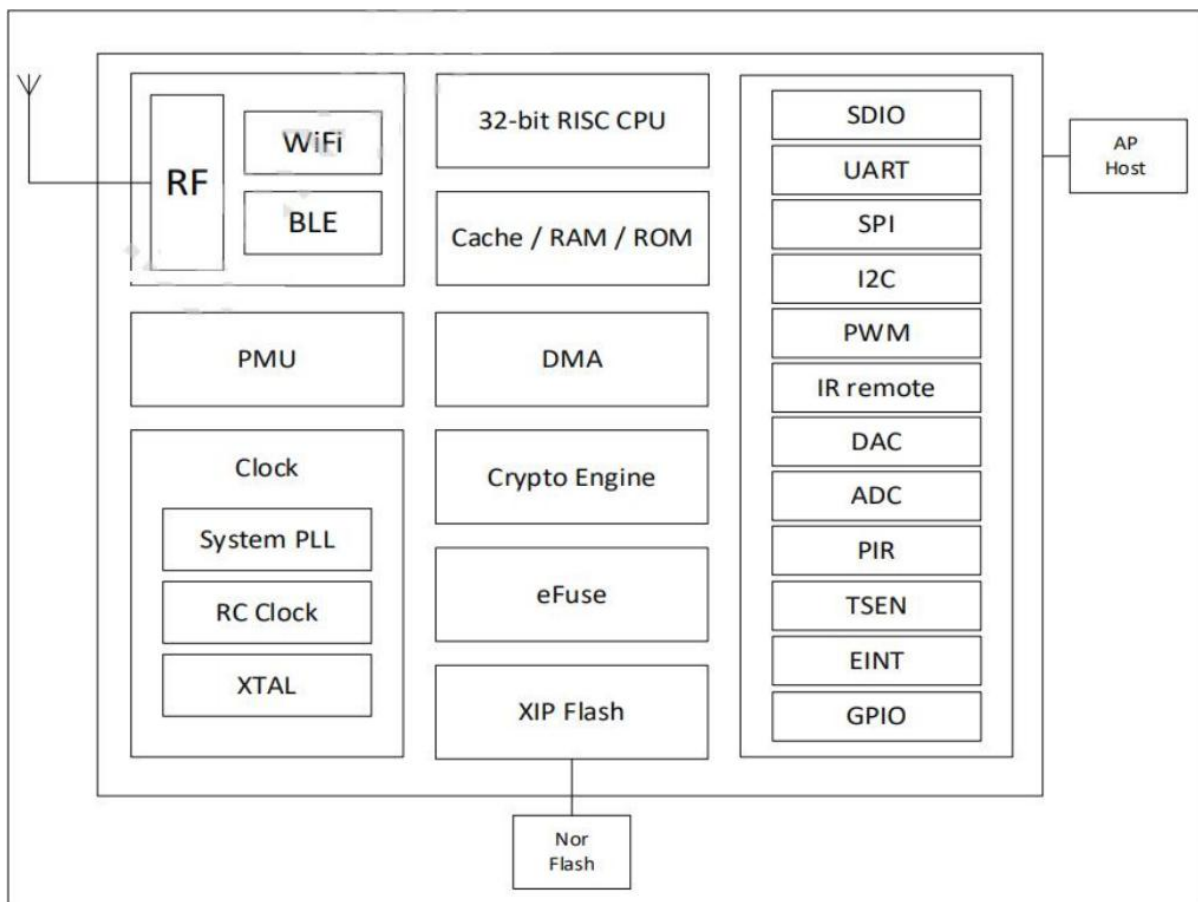 RF
WiFi
BLE
PMU
Clock
System PLL
RC Clock
XTAL
32-bit RISC CPU
Cache / RAM / ROM
DMA
Crypto Engine
eFuse
XIP Flash
Nor
Flash
SDIO
UART
SPI
I2C
PWM
IR remote
DAC
ADC
PIR
TSEN
EINT
GPIO
AP
Host